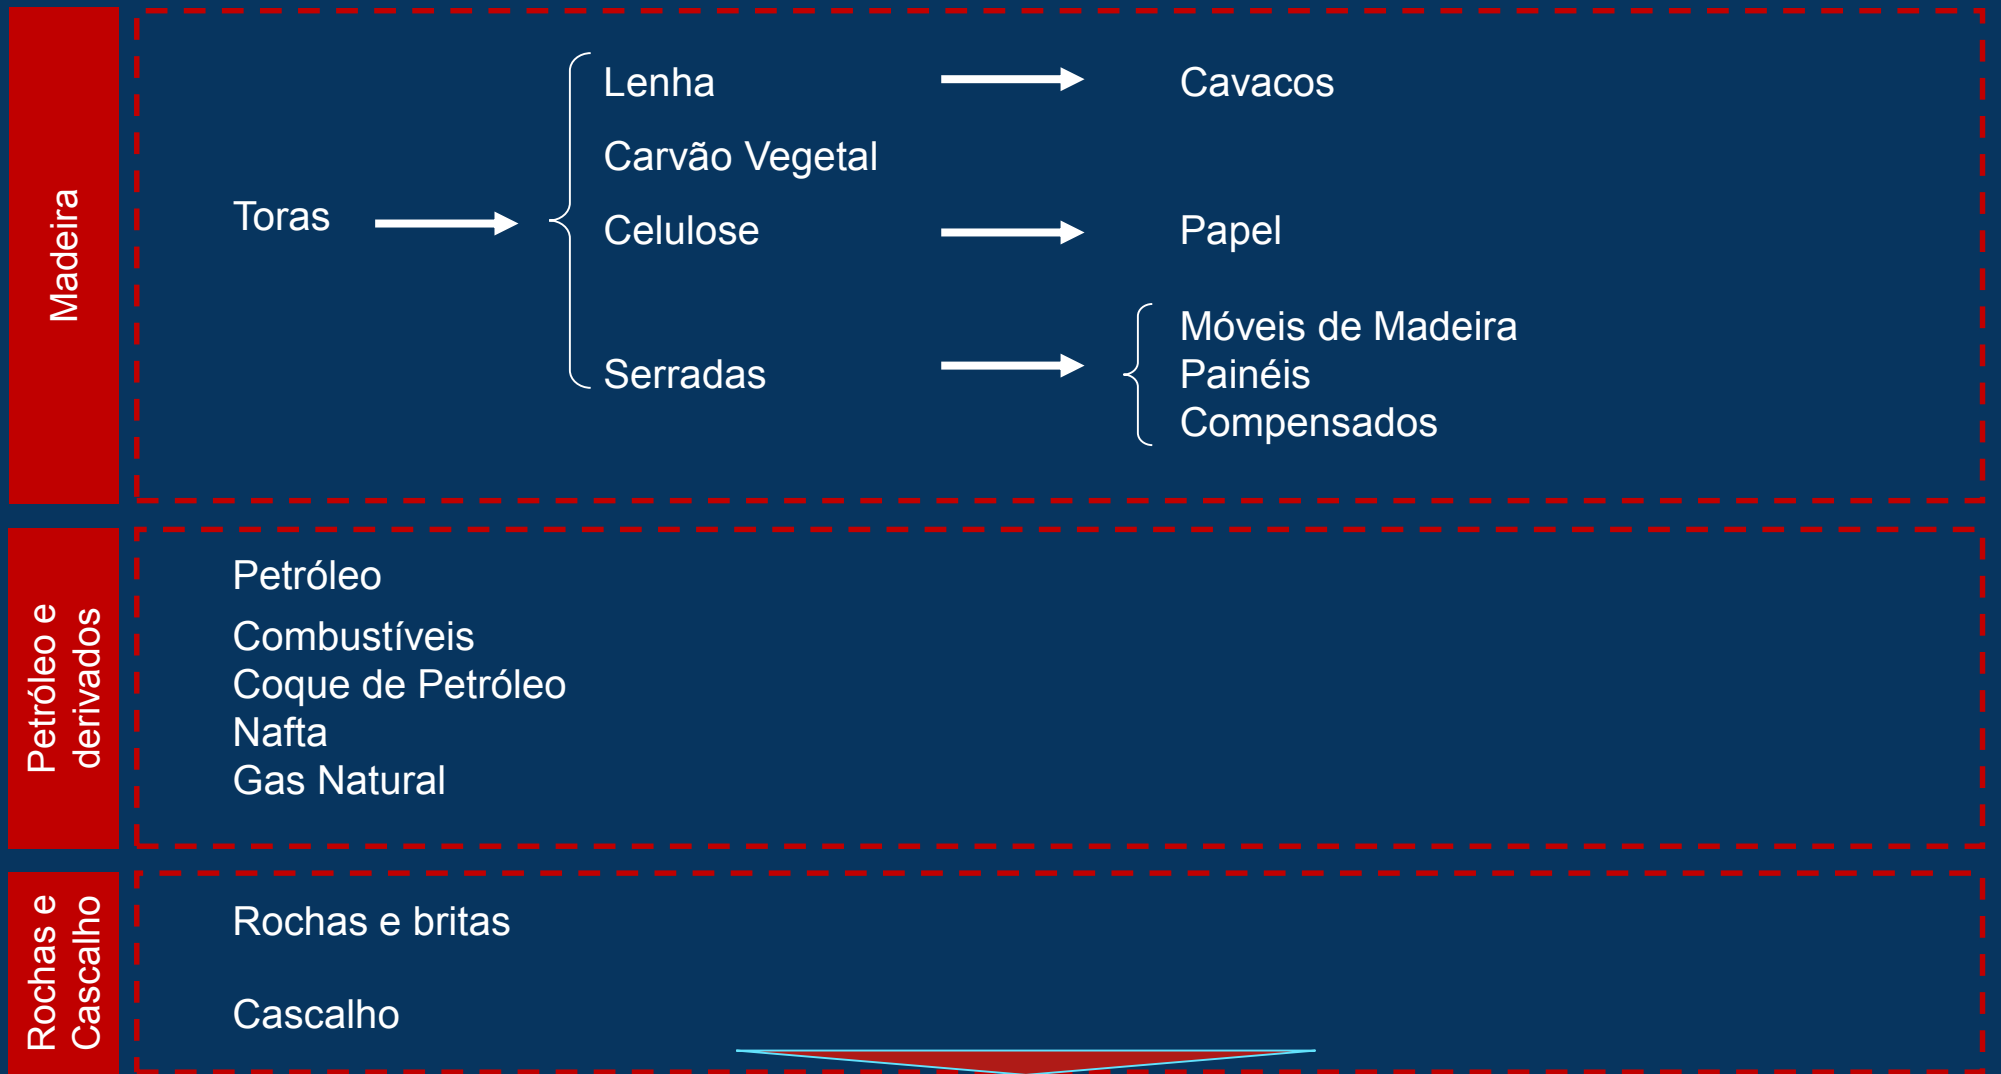 Madeira
Toras
Lenha
Cavacos
Carvão Vegetal
Celulose
Papel
Serradas
Móveis de Madeira
Painéis
Compensados
Petróleo e
derivados
Petróleo
Combustíveis
Coque de Petróleo
Nafta
Gas Natural
Rochas e
Cascalho
Rochas e britas
Cascalho